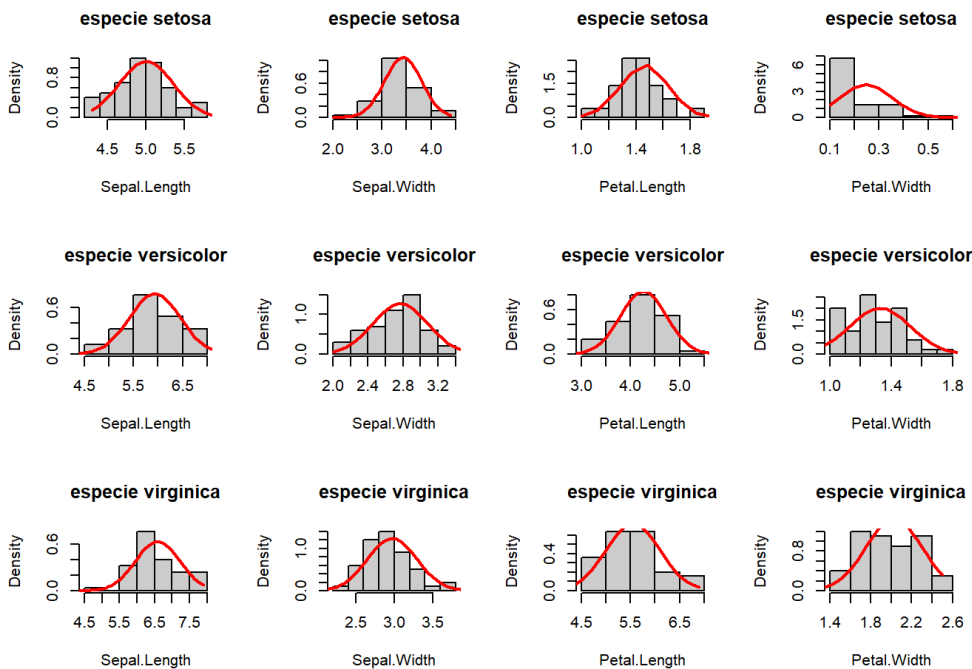 especie setosa
Density
0.0 0.8
4.5 5.0 5.5
Sepal.Length
especie setosa
Density
0.0 0.6
2.0 3.0 4.0
Sepal.Width
especie setosa
Density
0.0 1.5
1.0 1.4 1.8
Petal.Length
especie setosa
Density
0 3 6
0.1 0.3 0.5
Petal.Width
especie versicolor
Density
0.0 0.6
4.5 5.5 6.5
Sepal.Length
especie versicolor
Density
0.0 1.0
2.0 2.4 2.8 3.2
Sepal.Width
especie versicolor
Density
0.0 0.6
3.0 4.0 5.0
Petal.Length
especie versicolor
Density
0.0 1.5
1.0 1.4 1.8
Petal.Width
especie virginica
Density
0.0 0.6
4.5 5.5 6.5 7.5
Sepal.Length
especie virginica
Density
0.0 1.0
2.5 3.0 3.5
Sepal.Width
especie virginica
Density
0.0 0.4
4.5 5.5 6.5
Petal.Length
especie virginica
Density
0.0 0.8
1.4 1.8 2.2 2.6
Petal.Width